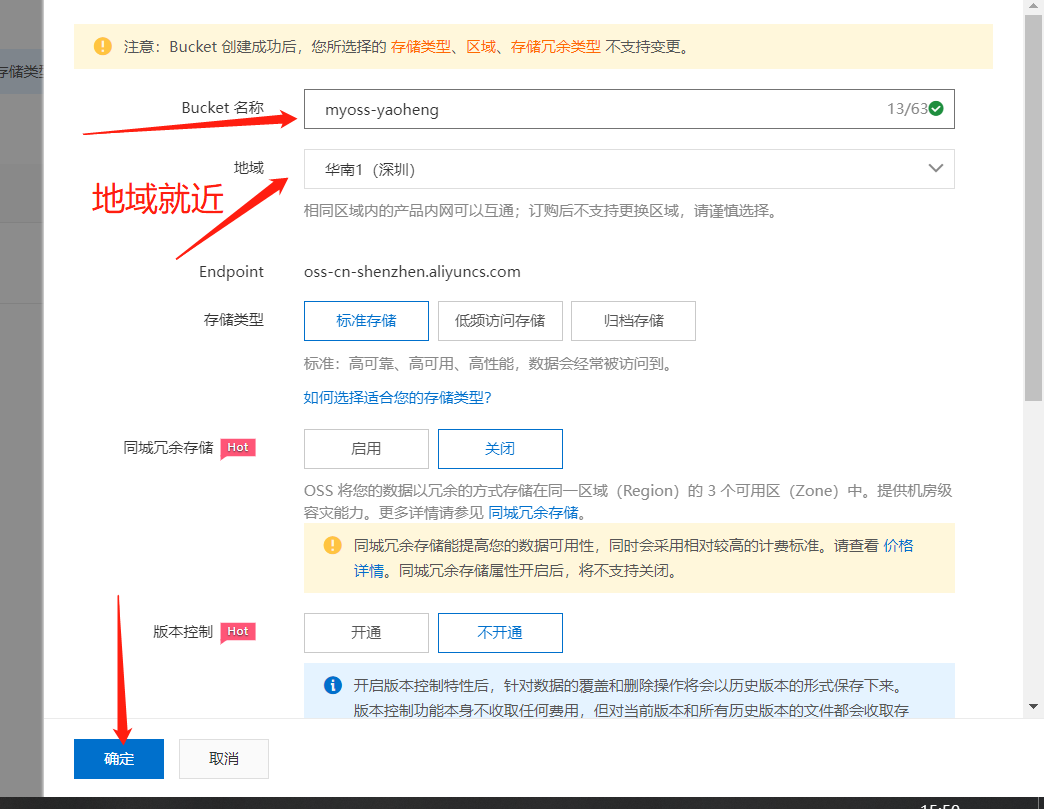 注意：Bucket 创建成功后，您所选择的 存储类型、区域、存储冗余类型 不支持变更。
存储类型
Bucket 名称
myoss-yaoheng
13/63
地域
华南1（深圳）
地域就近
相同区域内的产品内网可以互通；订购后不支持更换区域，请谨慎选择。
Endpoint
oss-cn-shenzhen.aliyuncs.com
存储类型
标准存储
低频访问存储
归档存储
标准：高可靠、高可用、高性能，数据会经常被访问到。
如何选择适合您的存储类型?
同城冗余存储
Hot
启用
关闭
OSS 将您的数据以冗余的方式存储在同一区域（Region）的 3 个可用区（Zone）中。提供机房级
容灾能力。更多详情请参见 同城冗余存储。
同城冗余存储能提高您的数据可用性，同时会采用相对较高的计费标准。请查看 价格
详情。同城冗余存储属性开启后，将不支持关闭。
版本控制
Hot
开通
不开通
开启版本控制特性后，针对数据的覆盖和删除操作将会以历史版本的形式保存下来。
版本控制功能本身不收取任何费用，但对当前版本和所有历史版本的文件都会收取存
确定
取消